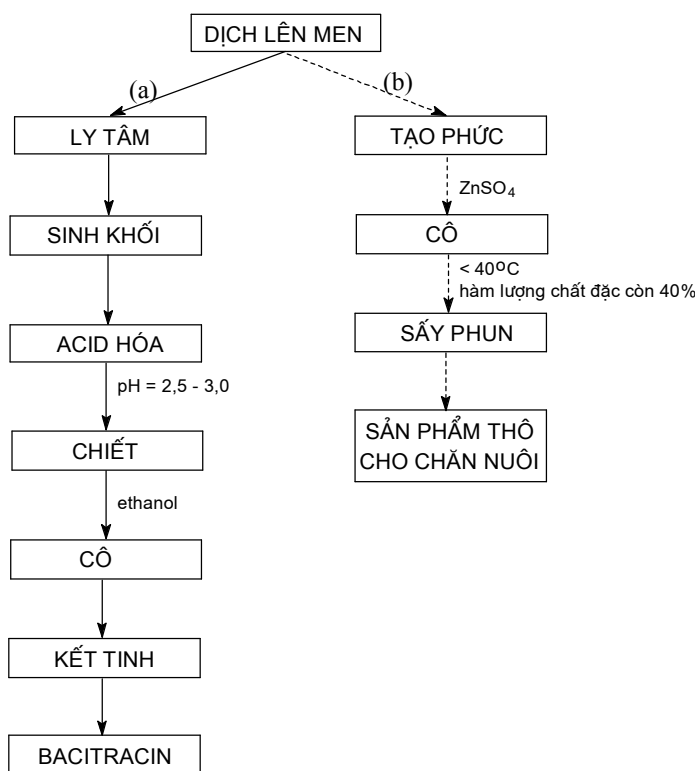 DỊCH LÊN MEN
(a)
(b)
LY TÂM
TẠO PHỨC
ZnSO4
SINH KHỐI
CÔ
< 40OC
hàm lượng chất đặc còn 40%
ACID HÓA
SẤY PHUN
pH = 2,5 - 3,0
CHIẾT
SẢN PHẨM THÔ
CHO CHĂN NUÔI
ethanol
CÔ
KẾT TINH
BACITRACIN